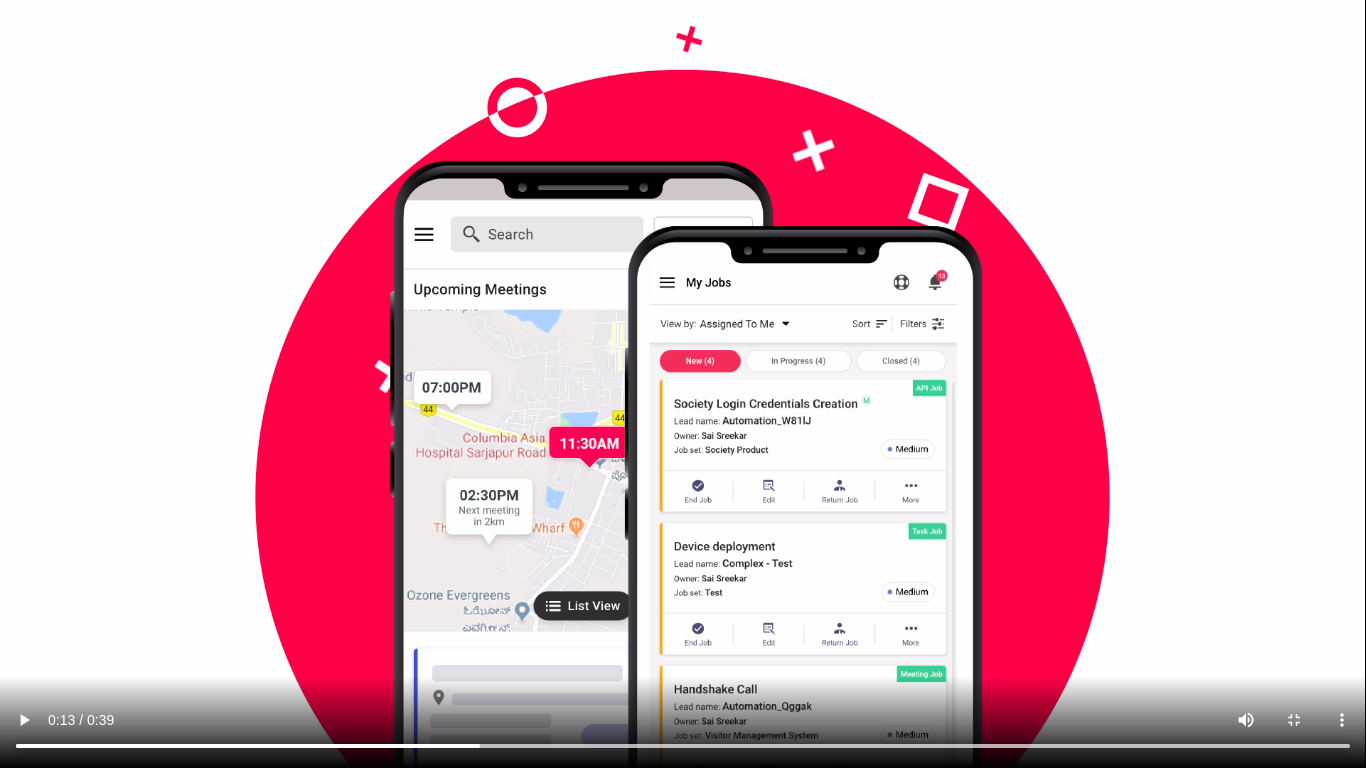 Search
Upcoming Meetings
07:00PM
44
44
Columbia Asia
Hospital Sarjapur Road
11:30AM
02:30PM
Next meeting
in 2km
Wharf
Ozone Evergreens
List View
My Jobs
13
View by: Assigned To Me
Sort
Filters
New (4)
In Progress (4)
Closed (4)
API Job
Society Login Credentials Creation M
Lead name: Automation_W81IJ
Owner: Sai Sreekar
Job set: Society Product
Medium
End Job
Edit
Return Job
More
Task Job
Device deployment
Lead name: Complex - Test
Owner: Sai Sreekar
Job set: Test
Medium
End Job
Edit
Return Job
More
Meeting Job
Handshake Call
Lead name: Automation_Qggak
Owner: Sai Sreekar
Job set: Visitor Management System
Medium
0:13 / 0:39